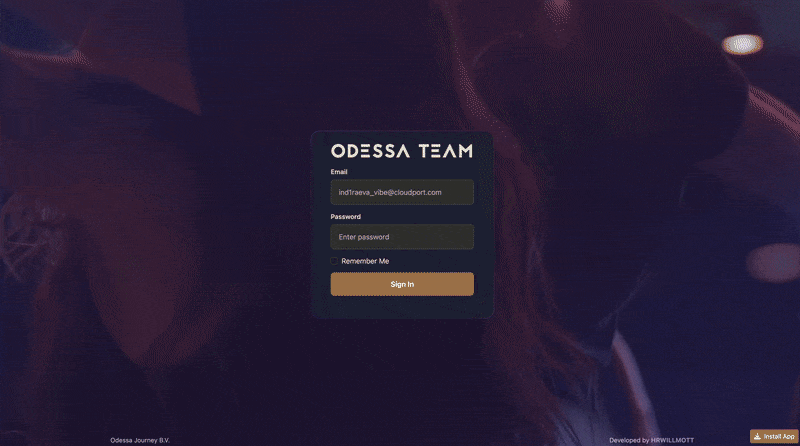 ODESSA TEAM
Email
ind1raeva_vibe@cloudport.com
Password
Enter password
Remember Me
Sign In
Odessa Journey B.V.
Developed by HRWILLMOTT
Install App